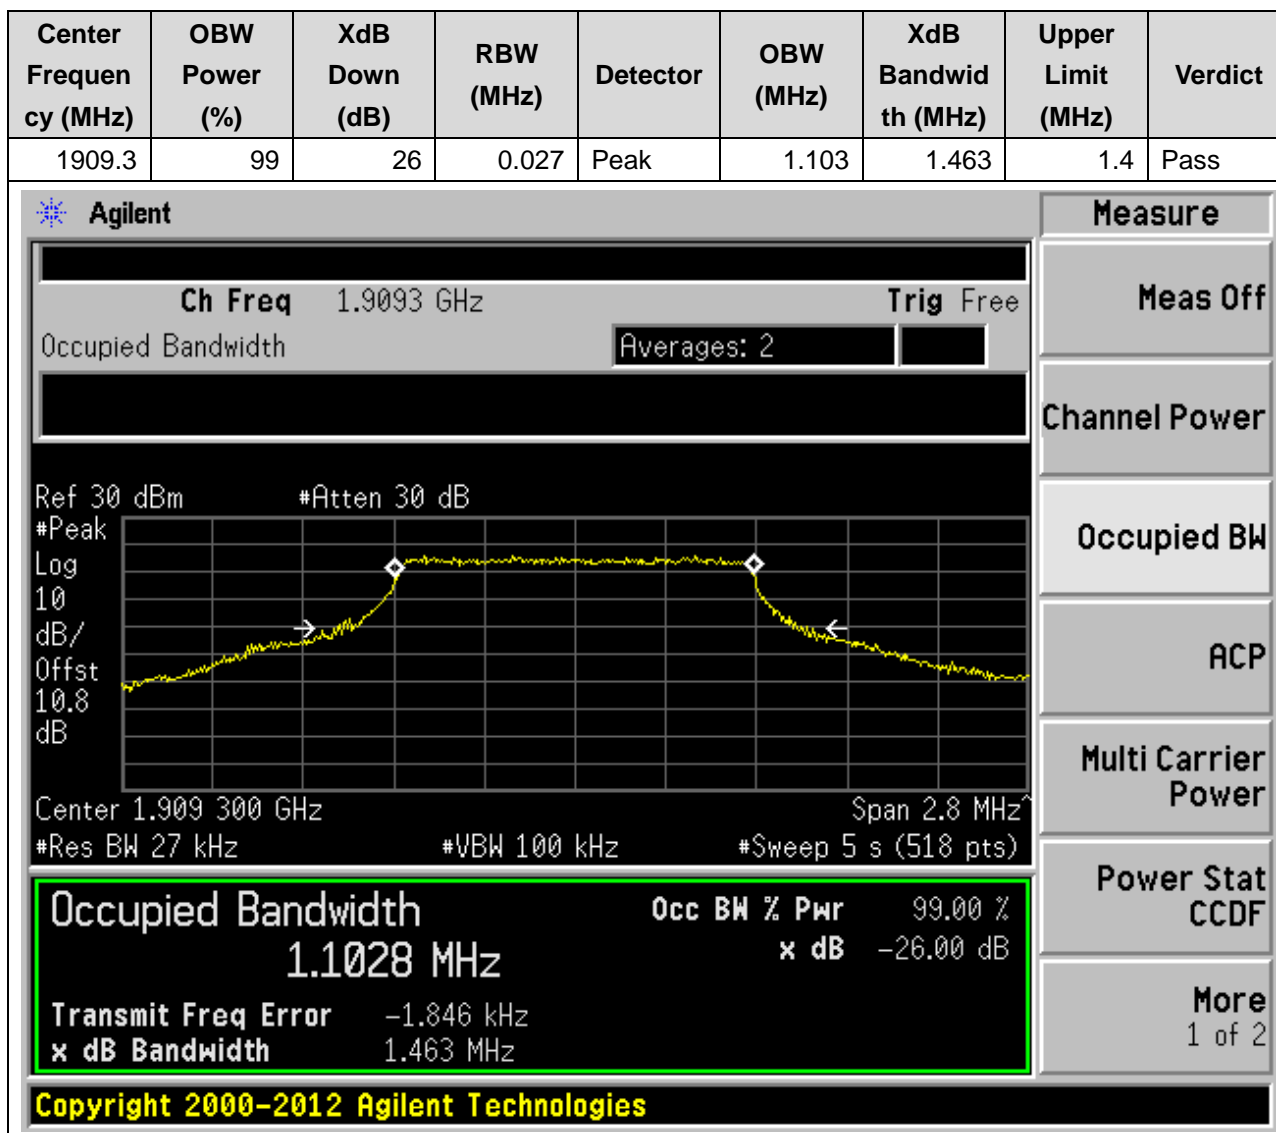 Center Frequen cy (MHz)
OBW Power (%)
XdB Down (dB)
RBW (MHz)
Detector
OBW (MHz)
XdB Bandwid th (MHz)
Upper Limit (MHz)
Verdict
1909.3 99 26 0.027 Peak 1.103 1.463 1.4 Pass
Agilent
Measure
Ch Freq 1.9093 GHz Trig Free
Occupied Bandwidth Averages: 2
Ref 30 dBm #Atten 30 dB
#Peak
Log
10
dB/
Offst
10.8
dB
Center 1.909 300 GHz Span 2.8 MHz^
#Res BW 27 kHz #VBW 100 kHz #Sweep 5 s (518 pts)
Occupied Bandwidth Occ BW % Pwr 99.00 %
1.1028 MHz x dB -26.00 dB
Transmit Freq Error -1.846 kHz
x dB Bandwidth 1.463 MHz
Copyright 2000-2012 Agilent Technologies
Meas Off
Channel Power
Occupied BW
ACP
Multi Carrier
Power
Power Stat
CCDF
More
1 of 2